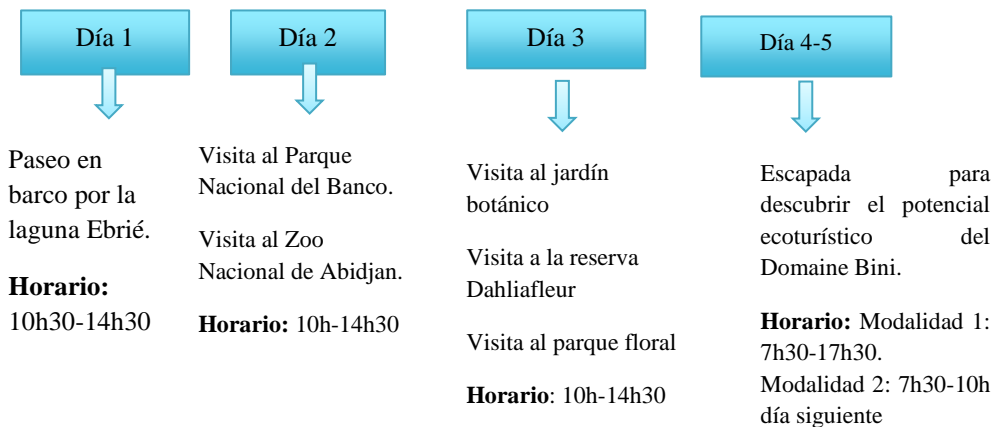 Día 1
Paseo en
barco por la
laguna Ebrié.
Horario:
10h30-14h30
Día 2
Visita al Parque
Nacional del Banco.
Visita al Zoo
Nacional de Abidjan.
Horario: 10h-14h30
Día 3
Visita al jardín
botánico
Visita a la reserva
Dahliafleur
Visita al parque floral
Horario: 10h-14h30
Día 4-5
Escapada para
descubrir el potencial
ecoturístico del
Domaine Bini.
Horario: Modalidad 1:
7h30-17h30.
Modalidad 2: 7h30-10h
día siguiente